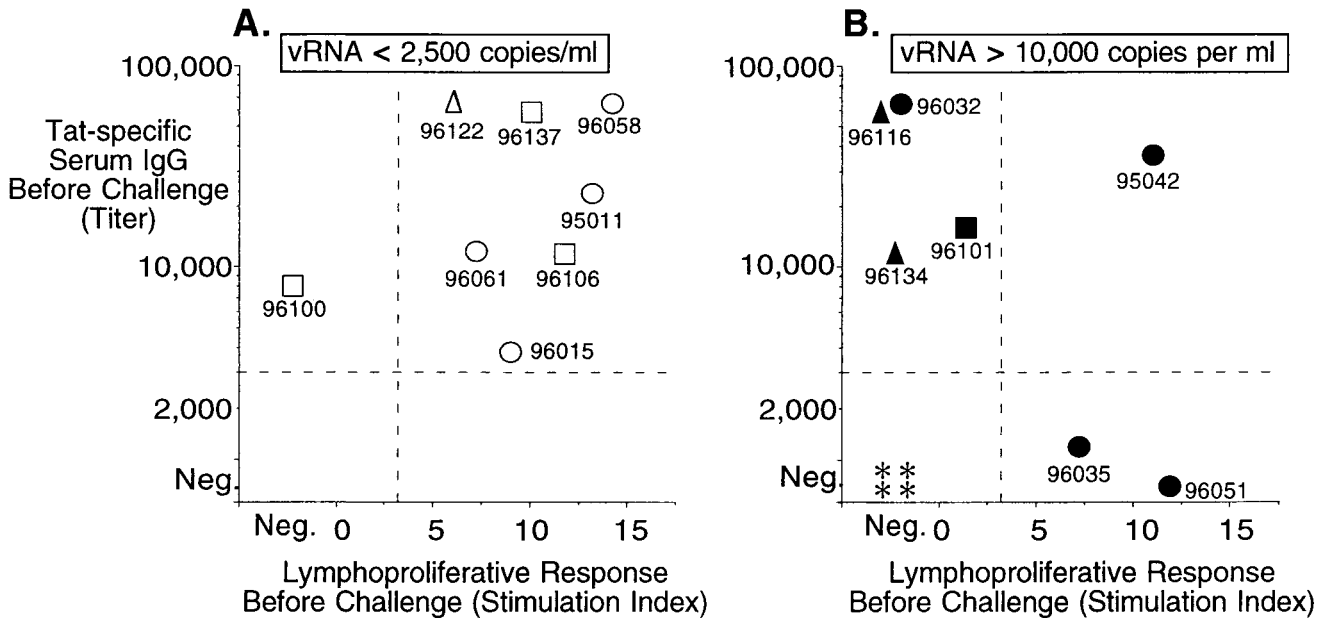 A.
vRNA < 2,500 copies/ml
100,000
10,000
2,000
Neg.
Tat-specific
Serum IgG
Before Challenge
(Titer)
96122
96137
96058
95011
96061
96106
96100
96015
Neg. 0 5 10 15
Lymphoproliferative Response
Before Challenge (Stimulation Index)
B.
vRNA > 10,000 copies per ml
100,000
10,000
2,000
Neg.
96032
96116
95042
96101
96134
96035
96051
* *
* *
Neg. 0 5 10 15
Lymphoproliferative Response
Before Challenge (Stimulation Index)